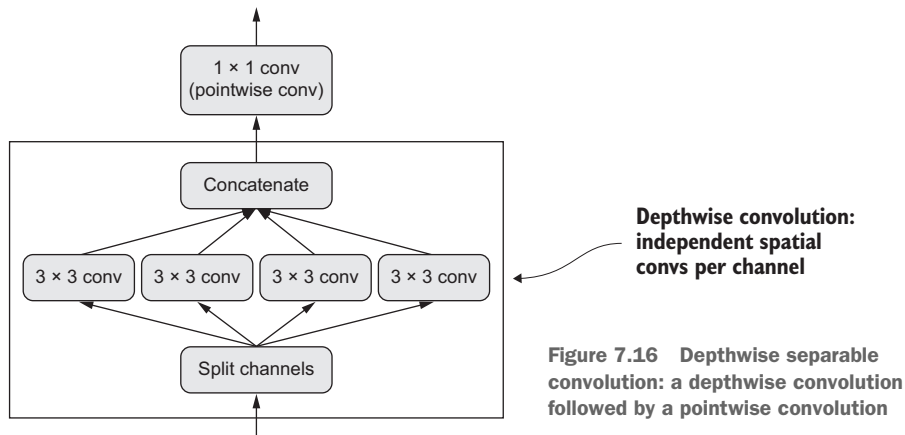 1 × 1 conv
(pointwise conv)
Concatenate
3 × 3 conv
3 × 3 conv
3 × 3 conv
3 × 3 conv
Split channels
Depthwise convolution:
independent spatial
convs per channel
Figure 7.16 Depthwise separable
convolution: a depthwise convolution
followed by a pointwise convolution